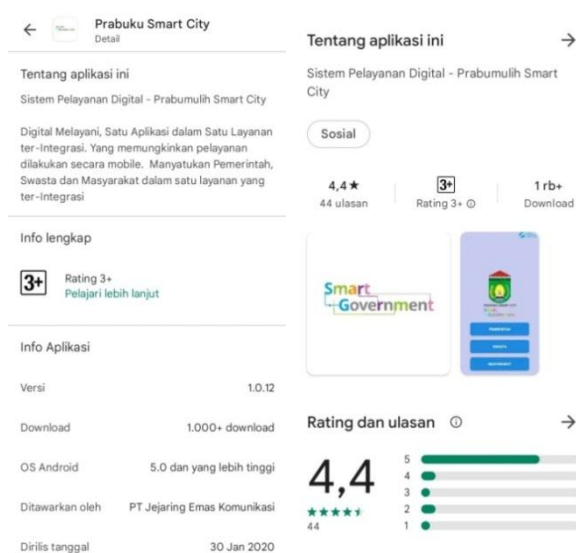 Prabuku Smart City
Detail
Tentang aplikasi ini
Sistem Pelayanan Digital - Prabumulih Smart City
Digital Melayani, Satu Aplikasi dalam Satu Layanan
ter-Integrasi. Yang memungkinkan pelayanan
dilakukan secara mobile. Manyatukan Pemerintah,
Swasta dan Masyarakat dalam satu layanan yang
ter-Integrasi
Info lengkap
3+
Rating 3+
Pelajari lebih lanjut
Info Aplikasi
Versi 1.0.12
Download 1.000+ download
OS Android 5.0 dan yang lebih tinggi
Ditawarkan oleh PT Jejaring Emas Komunikasi
Dirilis tanggal 30 Jan 2020
Tentang aplikasi ini
Sistem Pelayanan Digital - Prabumulih Smart
City
Sosial
4,4★ 3+ 1 rb+
44 ulasan Rating 3+ Download
Smart
Government
Rating dan ulasan
4,4
44
5
4
3
2
1